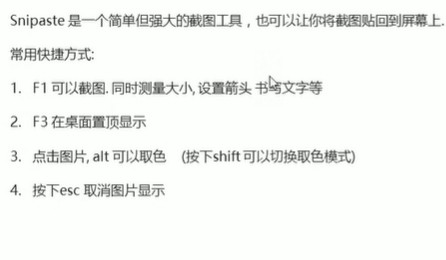 Snipaste 是一个简单但强大的截图工具，也可以让你将截图贴回到屏幕上.
常用快捷方式:
1. F1 可以截图. 同时测量大小, 设置箭头 书写文字等
2. F3 在桌面置顶显示
3. 点击图片, alt 可以取色 (按下shift 可以切换取色模式)
4. 按下esc 取消图片显示